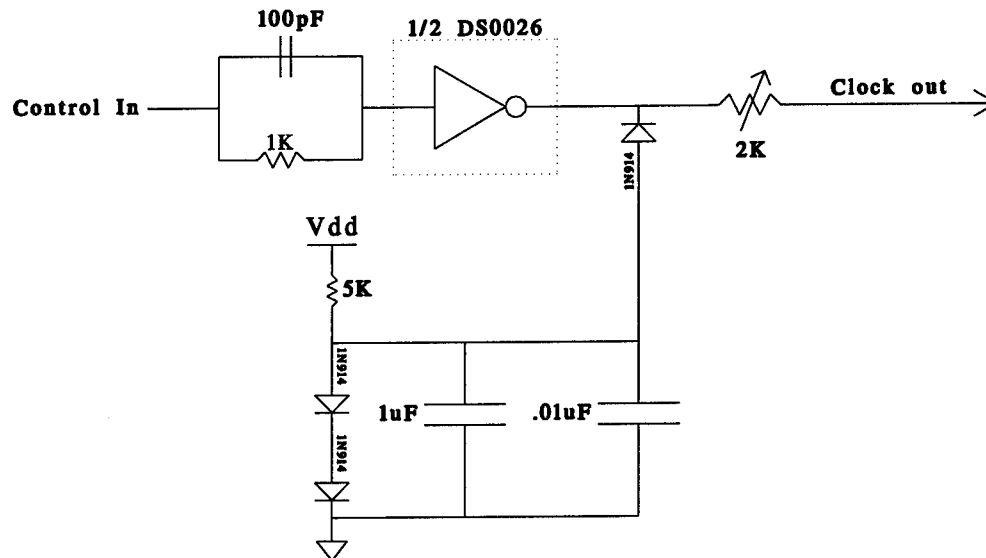 100pF
1/2 DS0026
Control In
1K
Clock out
2K
1N914
Vdd
5K
1N914
1uF
.01uF
1N914